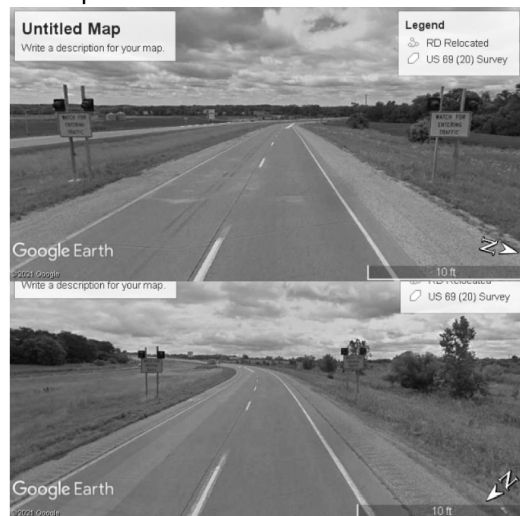 Untitled Map
Write a description for your map.
Legend
RD Relocated
US 69 (20) Survey
WATCH FOR
ENTERING
TRAFFIC
WATCH FOR
ENTERING
TRAFFIC
Google Earth
©2021 Google
N
10 ft
Write a description for your map.
RD Relocated
US 69 (20) Survey
Google Earth
©2021 Google
N
10 ft